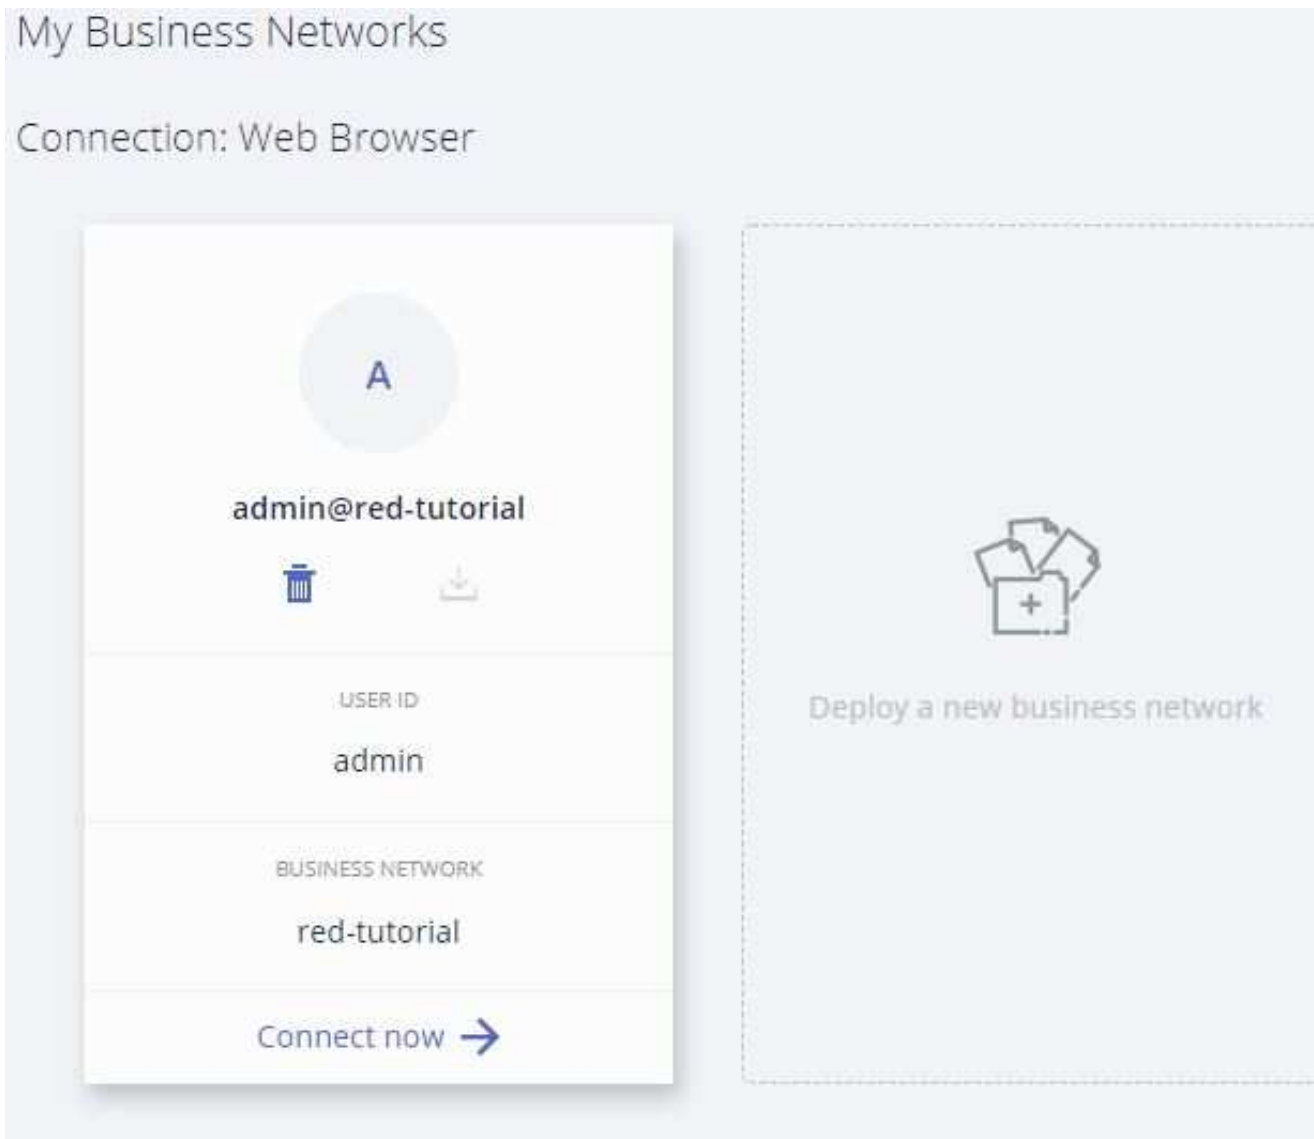 My Business Networks
Connection: Web Browser
A
admin@red-tutorial
USER ID
admin
BUSINESS NETWORK
red-tutorial
Connect now
Deploy a new business network